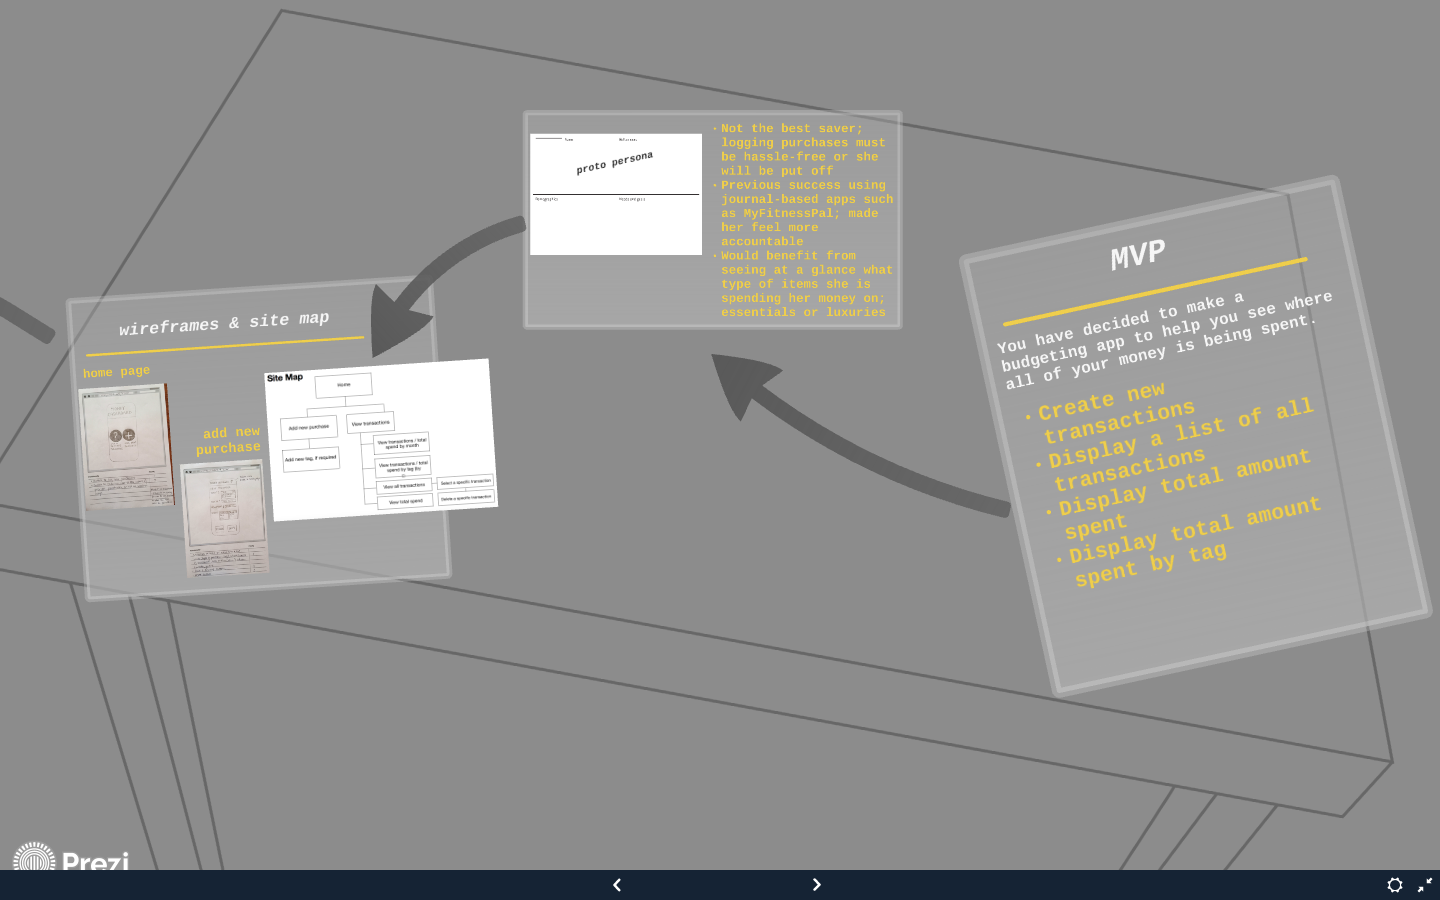 proto persona
• Not the best saver;
logging purchases must
be hassle-free or she
will be put off
• Previous success using
journal-based apps such
as MyFitnessPal; made
her feel more
accountable
• Would benefit from
seeing at a glance what
type of items she is
spending her money on;
essentials or luxuries
MVP
You have decided to make a
budgeting app to help you see where
all of your money is being spent.
• Create new
transactions
• Display a list of all
transactions
• Display total amount
spent
• Display total amount
spent by tag
wireframes & site map
home page
add new
purchase
Site Map
Home
Add new purchase
View transactions
Add new tag, if required
View transactions / total
spend by month
View transactions / total
spend by tag
View all transactions
Select a specific transaction
View total spend
Delete a specific transaction
Prezi